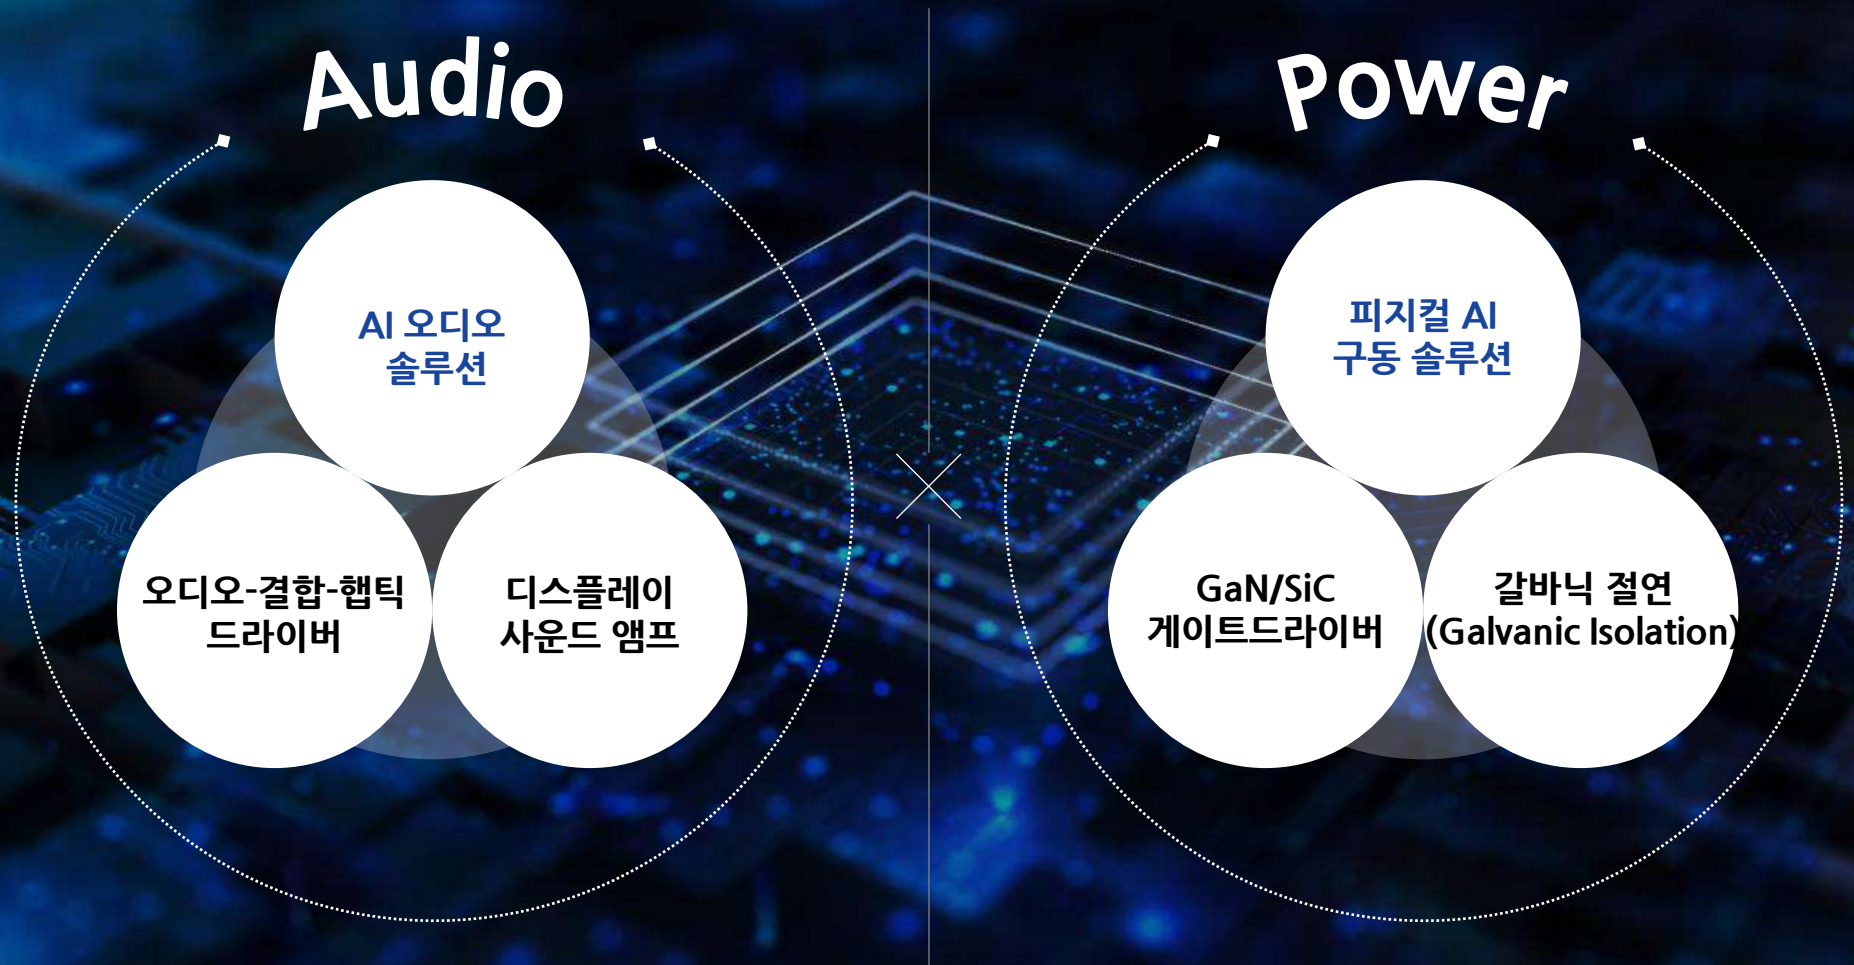 Audio
AI 오디오
솔루션
오디오-결합-햅틱
드라이버
디스플레이
사운드 앰프
Power
피지컬 AI
구동 솔루션
GaN/SiC
게이트드라이버
갈바닉 절연
(Galvanic Isolation)